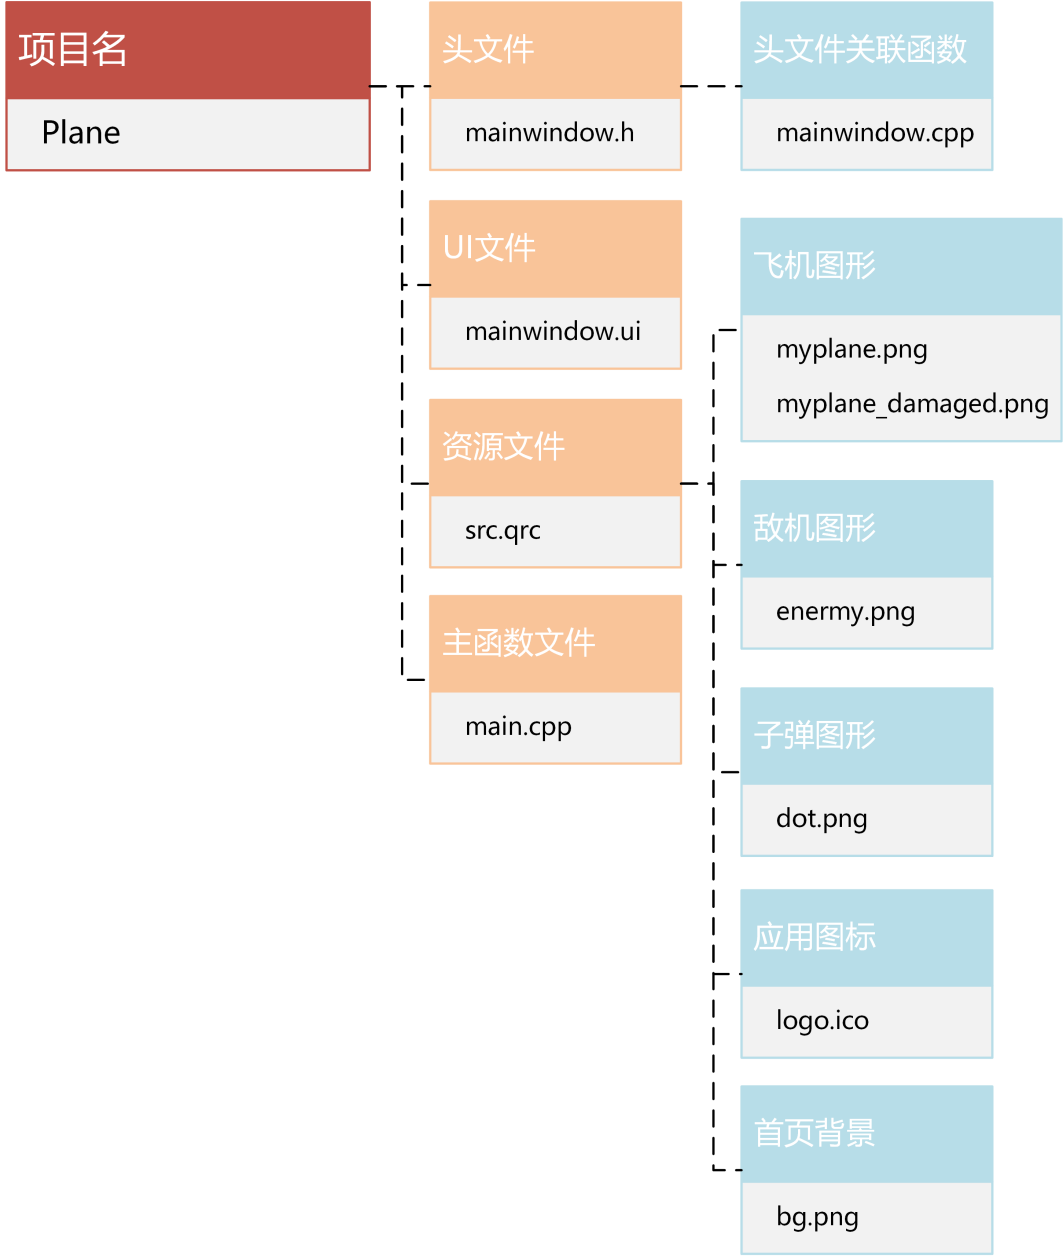 项目名
Plane
头文件
mainwindow.h
头文件关联函数
mainwindow.cpp
UI文件
mainwindow.ui
资源文件
src.qrc
主函数文件
main.cpp
飞机图形
myplane.png
myplane_damaged.png
敌机图形
enermy.png
子弹图形
dot.png
应用图标
logo.ico
首页背景
bg.png